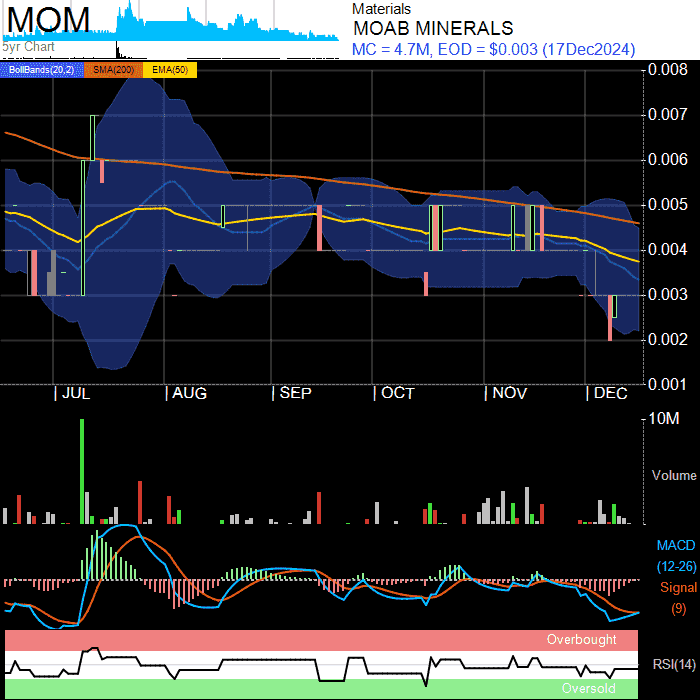 MOM
5yr Chart
Materials
MOAB MINERALS
MC = 4.7M, EOD = $0.003 (17Dec2024)
BollBands(20,2) SMA(200) EMA(50)
0.008
0.007
0.006
0.005
0.004
0.003
0.002
0.001
| JUL | AUG | SEP | OCT | NOV | DEC
10M
Volume
MACD
(12-26)
Signal
(9)
Overbought
RSI(14)
Oversold